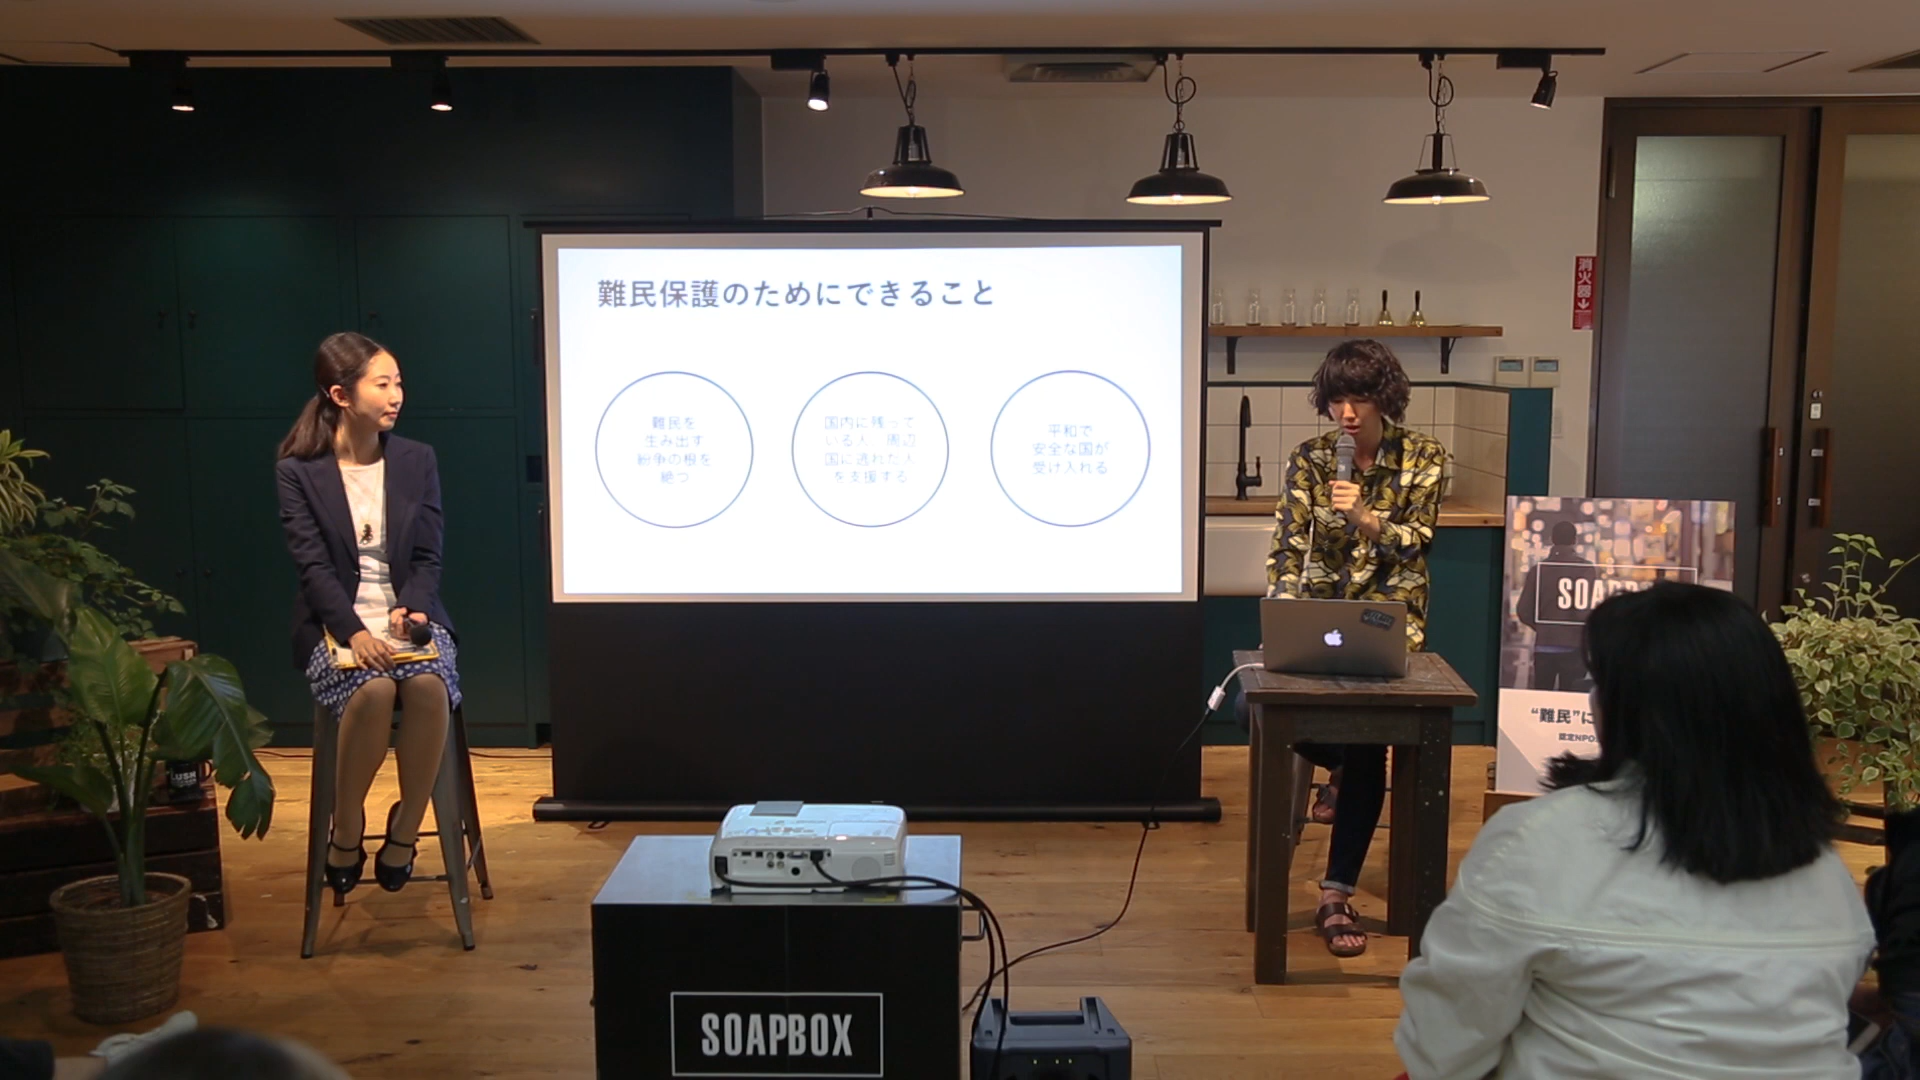 難民保護のためにできること
難民を
生み出す
紛争の根を
絶つ
国内に残って
いる人 周辺
国に逃れた人
を支援する
平和で
安全な国が
受け入れる
消火器
“難民”に
認定NPO
LUSH
SOAPBOX